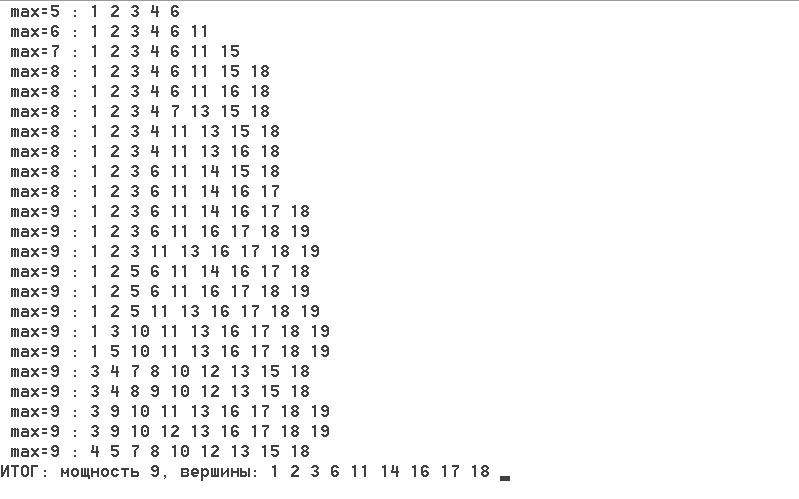 max=5 : 1 2 3 4 6
max=6 : 1 2 3 4 6 11
max=7 : 1 2 3 4 6 11 15
max=8 : 1 2 3 4 6 11 15 18
max=8 : 1 2 3 4 6 11 16 18
max=8 : 1 2 3 4 7 13 15 18
max=8 : 1 2 3 4 11 13 15 18
max=8 : 1 2 3 4 11 13 16 18
max=8 : 1 2 3 6 11 14 15 18
max=8 : 1 2 3 6 11 14 16 17
max=9 : 1 2 3 6 11 14 16 17 18
max=9 : 1 2 3 6 11 16 17 18 19
max=9 : 1 2 3 11 13 16 17 18 19
max=9 : 1 2 5 6 11 14 16 17 18
max=9 : 1 2 5 6 11 16 17 18 19
max=9 : 1 2 5 11 13 16 17 18 19
max=9 : 1 3 10 11 13 16 17 18 19
max=9 : 1 5 10 11 13 16 17 18 19
max=9 : 3 4 7 8 10 12 13 15 18
max=9 : 3 4 8 9 10 12 13 15 18
max=9 : 3 9 10 11 13 16 17 18 19
max=9 : 3 9 10 12 13 16 17 18 19
max=9 : 4 5 7 8 10 12 13 15 18
ИТОГ: мощность 9, вершины: 1 2 3 6 11 14 16 17 18